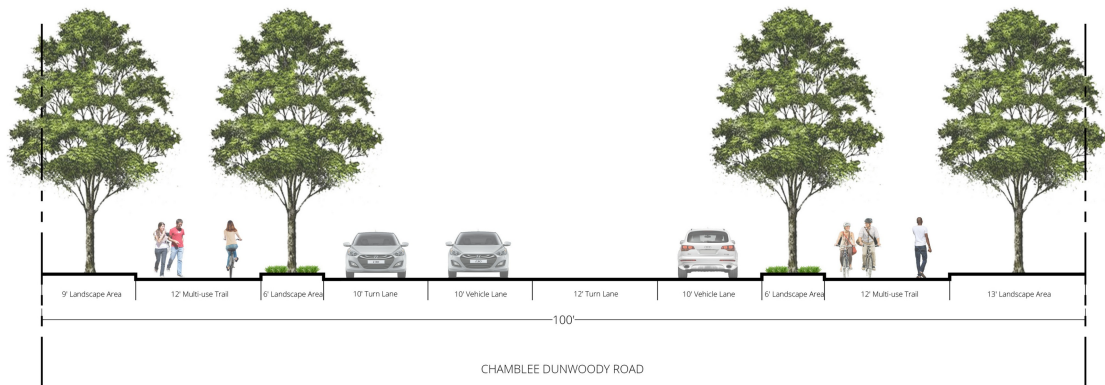 9' Landscape Area
12' Multi-use Trail
6' Landscape Area
10' Turn Lane
10' Vehicle Lane
12' Turn Lane
10' Vehicle Lane
6' Landscape Area
12' Multi-use Trail
13' Landscape Area
100'
CHAMBLEE DUNWOODY ROAD